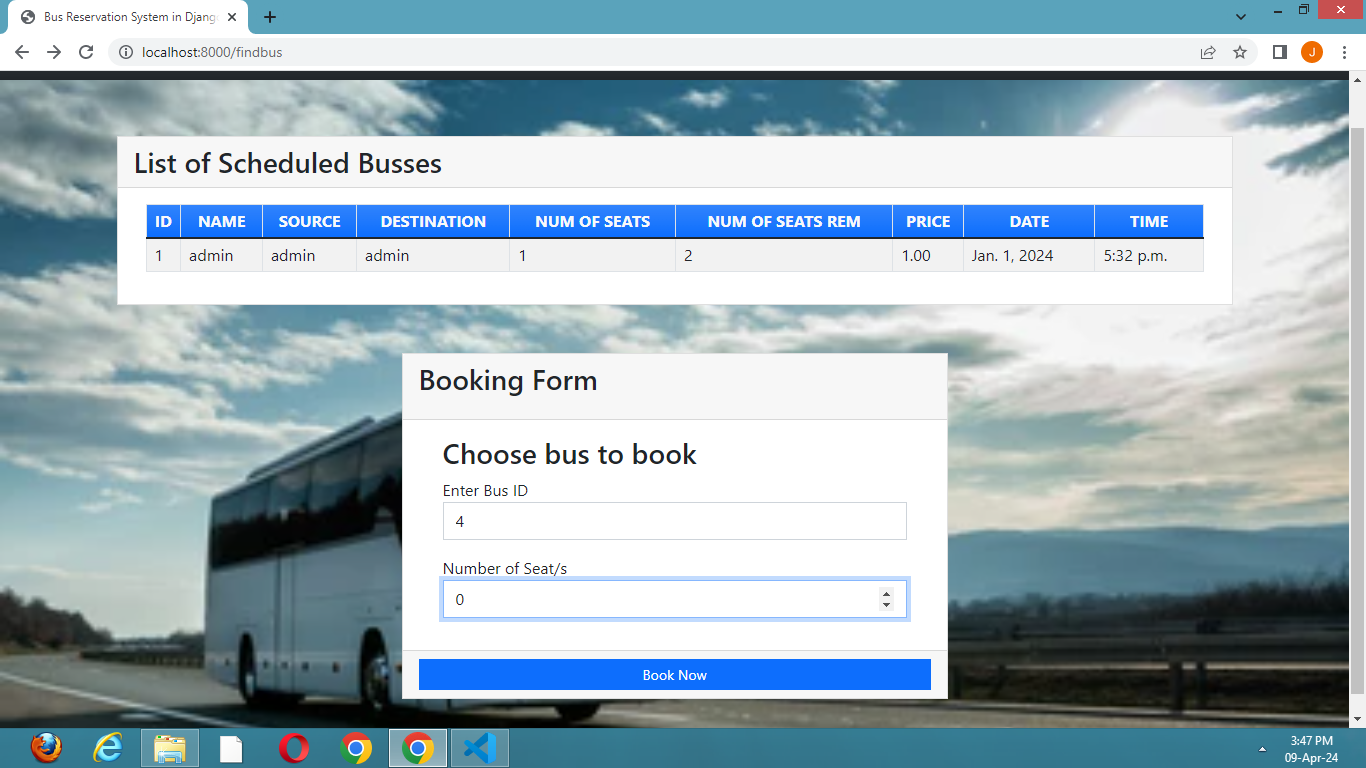 Bus Reservation System in Djang
localhost:8000/findbus
J
List of Scheduled Busses
ID NAME SOURCE DESTINATION NUM OF SEATS NUM OF SEATS REM PRICE DATE TIME
1 admin admin admin 1 2 1.00 Jan. 1, 2024 5:32 p.m.
Booking Form
Choose bus to book
Enter Bus ID
4
Number of Seat/s
0
Book Now
3:47 PM
09-Apr-24